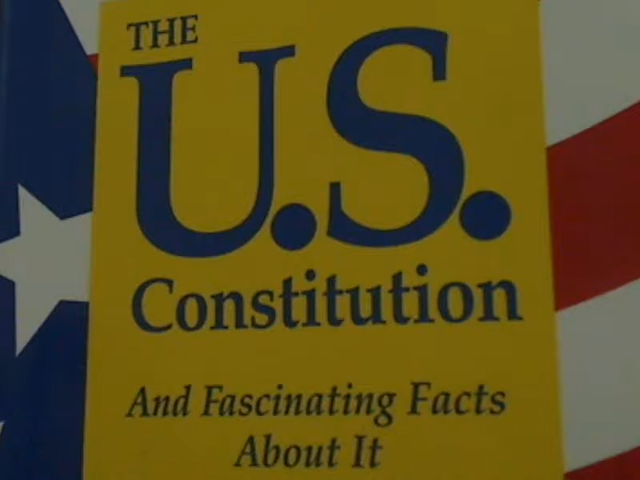 THE
U.S.
Constitution
And Fascinating Facts
About It